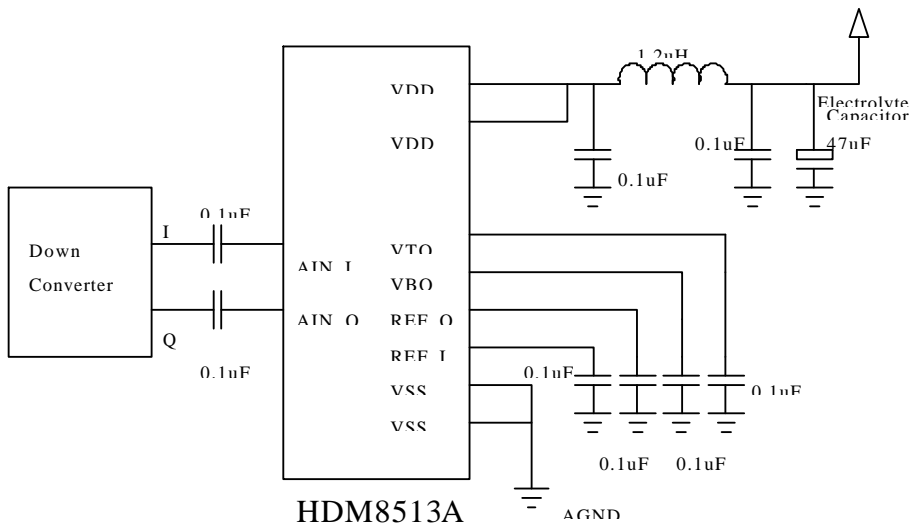 1.2uH
VDD
Electrolyte
Capacitor
VDD
0.1uF
47uF
0.1uF
0.1uF
I
Down
Converter
AIN_I
VTO
VBO
AIN_Q
REF_Q
Q
REF_I
0.1uF
0.1uF
VSS
0.1uF
VSS
0.1uF
0.1uF
HDM8513A
AGND